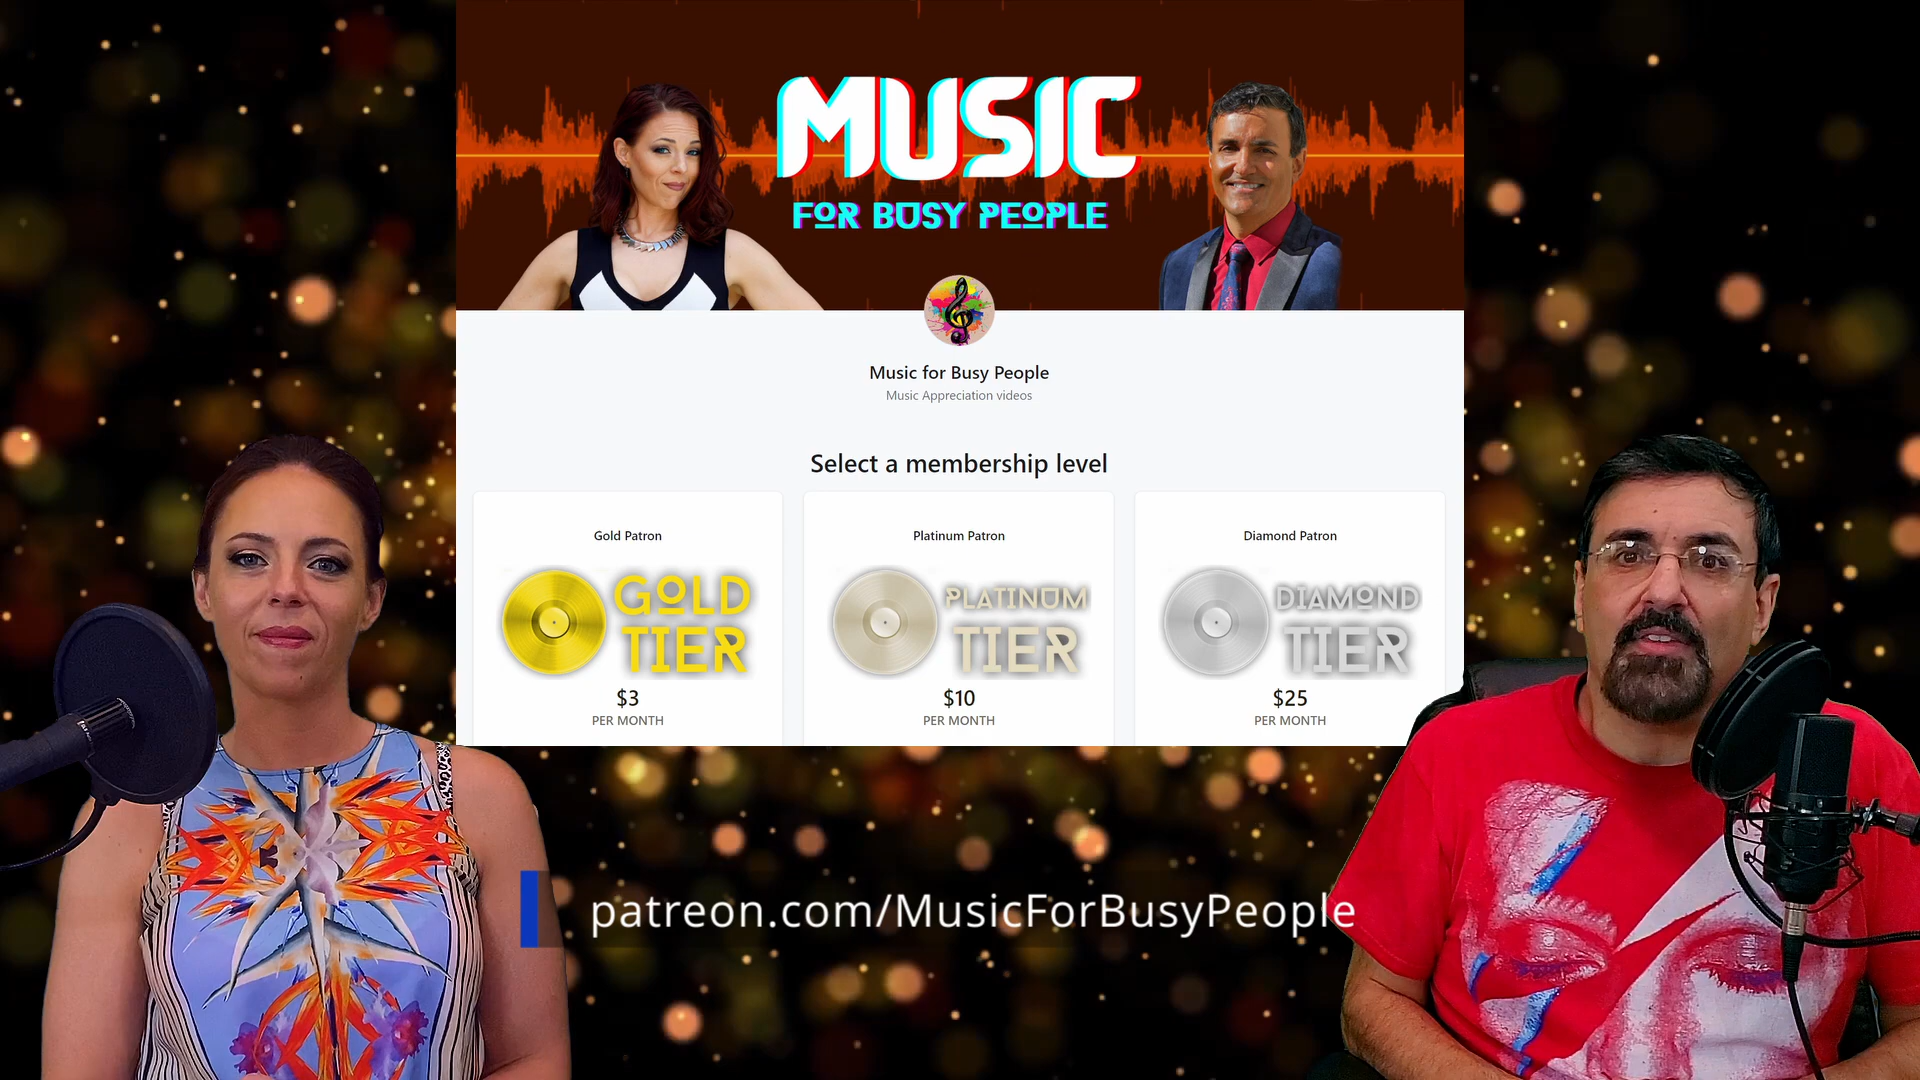 MUSIC
FOR BUSY PEOPLE
Music for Busy People
Music Appreciation videos
Select a membership level
Gold Patron
GOLD
TIER
$3
PER MONTH
Platinum Patron
PLATINUM
TIER
$10
PER MONTH
Diamond Patron
DIAMOND
TIER
$25
PER MONTH
patreon.com/MusicForBusyPeople